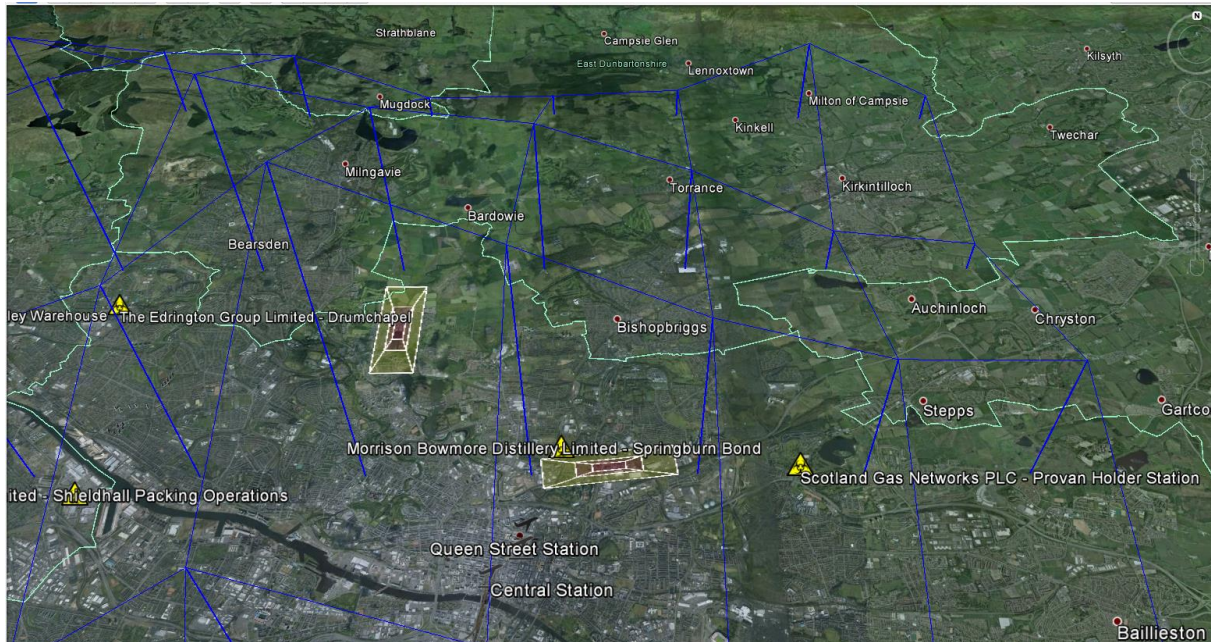 N
Strathblane
Campsie Glen
Kilsyth
East Dunbartonshire
Lennoxtown
Mugdock
Milton of Campsie
Kinkell
Twechar
Milngavie
Torrance
Kirkintilloch
Bardowie
Bearsden
Auchinloch
ley Warehouse
The Edrington Group Limited - Drumchapel
Bishopbriggs
Chryston
Stepps
Gartco
Morrison Bowmore Distillery Limited - Springburn Bond
Scotland Gas Networks PLC - Provan Holder Station
ited - Shieldhall Packing Operations
Queen Street Station
Central Station
Baillieston